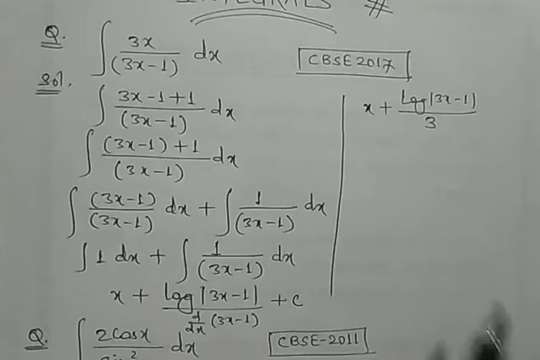 INTEGRALS #
Q. ∫ 3x/(3x-1) dx CBSE 2017
Sol. ∫ 3x-1+1/(3x-1) dx
∫ (3x-1)+1/(3x-1) dx
∫ (3x-1)/(3x-1) dx + ∫ 1/(3x-1) dx
∫ 1 dx + ∫ 1/(3x-1) dx
x + log|3x-1|/d/dx (3x-1) + c
x + log|3x-1|/3
Q. ∫ 2cosx/sin² dx CBSE-2011